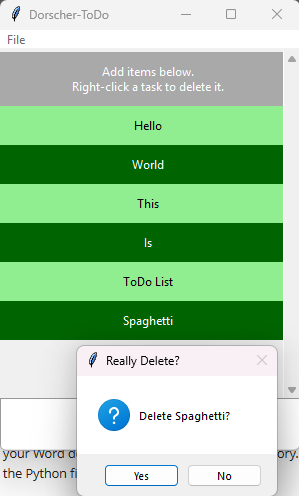 Dorscher-ToDo
File
Add items below.
Right-click a task to delete it.
Hello
World
This
Is
ToDo List
Spaghetti
Really Delete?
Delete Spaghetti?
Yes
No
your Word d
ory.
the Python fi